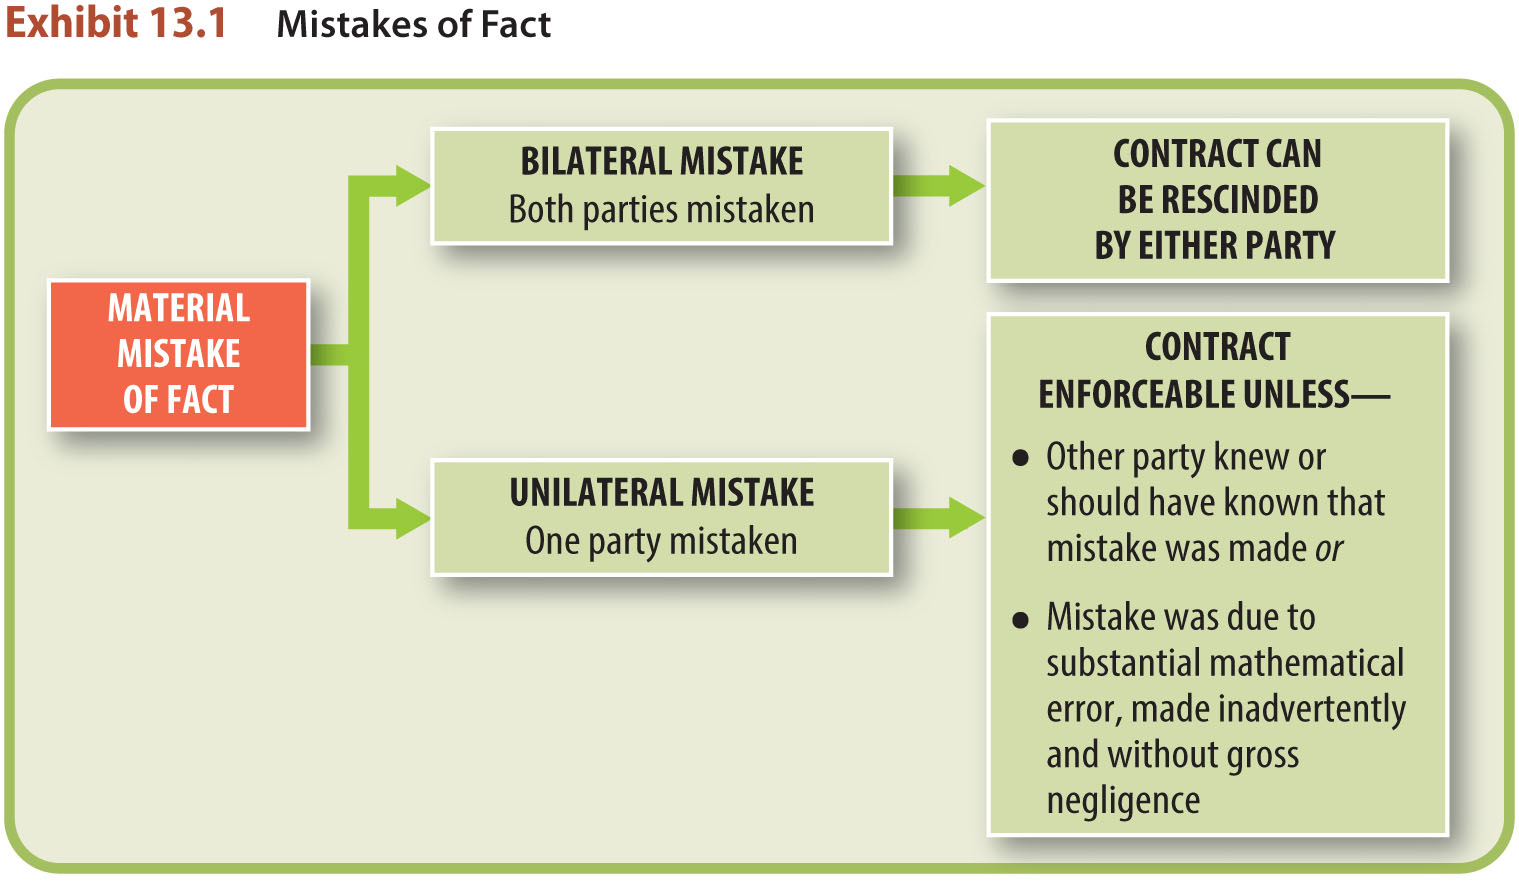 Exhibit 13.1 Mistakes of Fact
MATERIAL
MISTAKE
OF FACT
BILATERAL MISTAKE
Both parties mistaken
CONTRACT CAN
BE RESCINDED
BY EITHER PARTY
UNILATERAL MISTAKE
One party mistaken
CONTRACT
ENFORCEABLE UNLESS—
• Other party knew or
should have known that
mistake was made or
• Mistake was due to
substantial mathematical
error, made inadvertently
and without gross
negligence